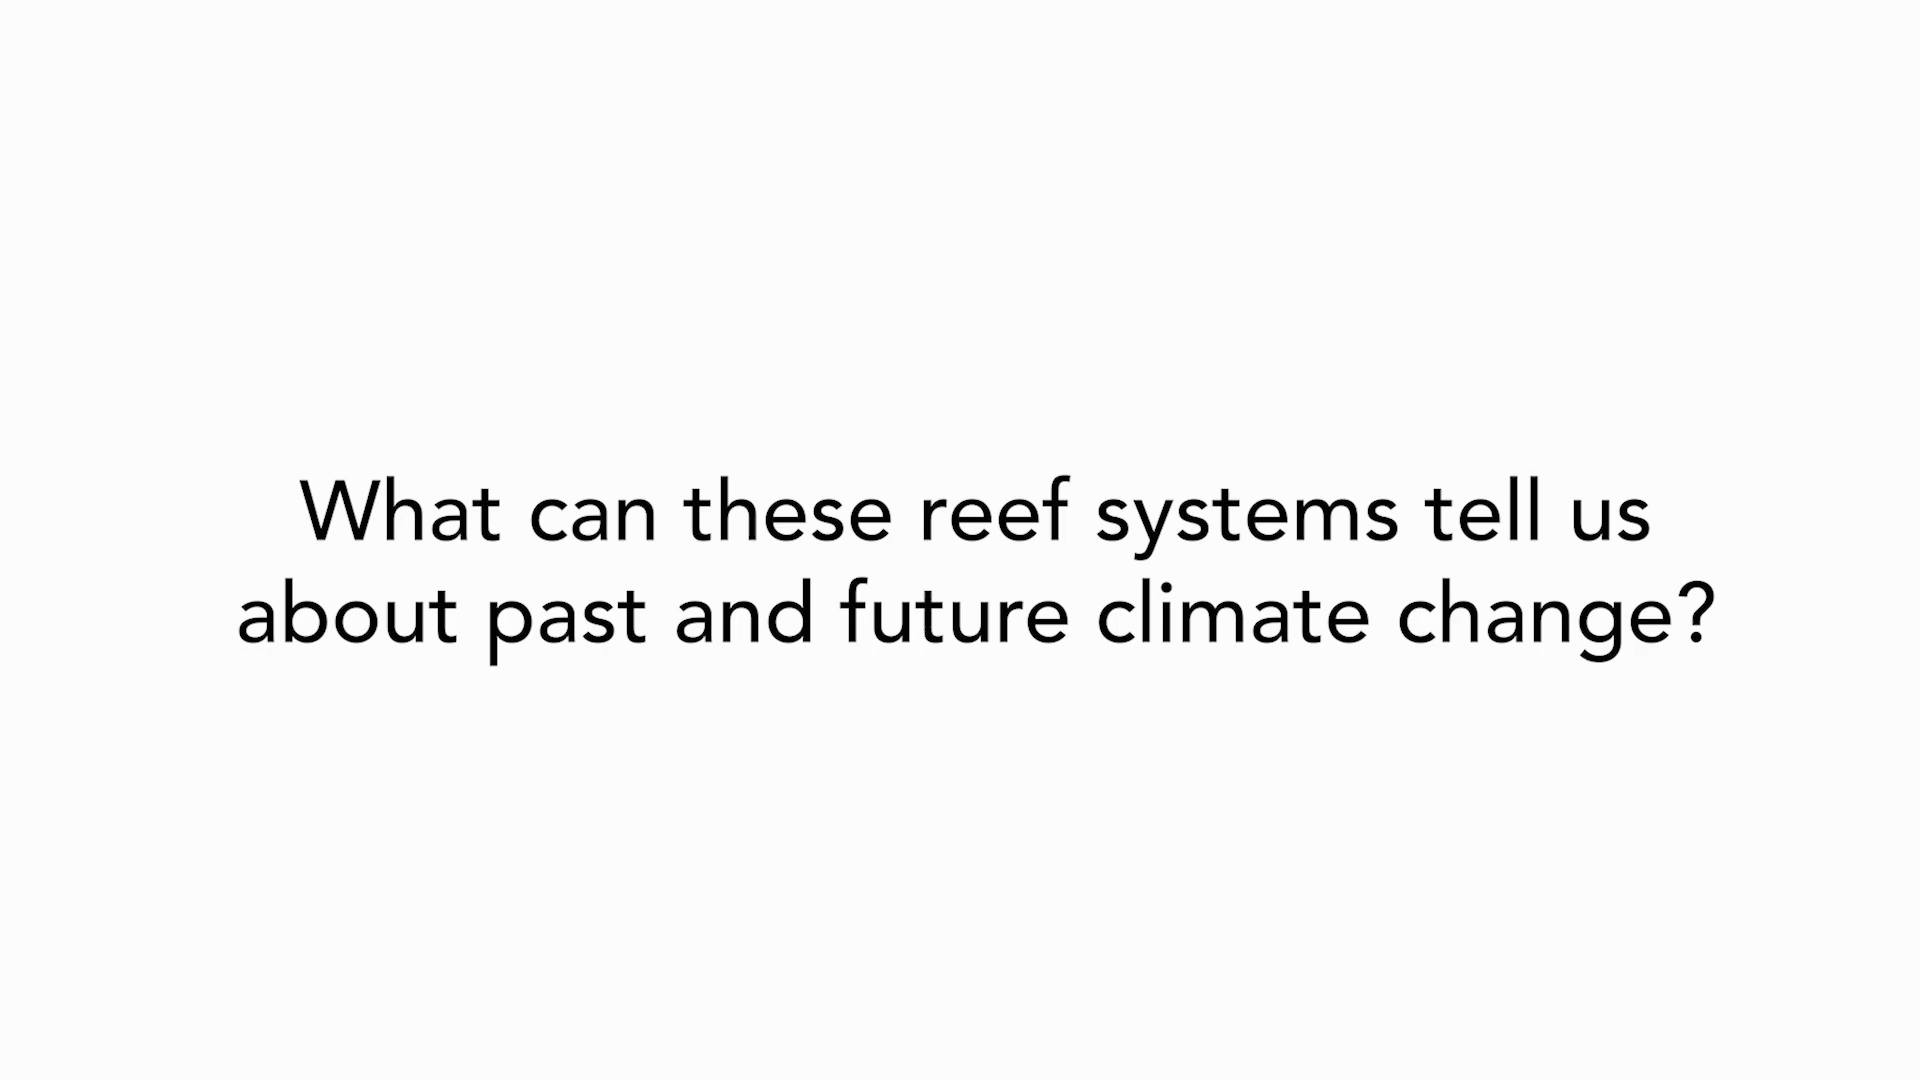 What can these reef systems tell us
about past and future climate change?